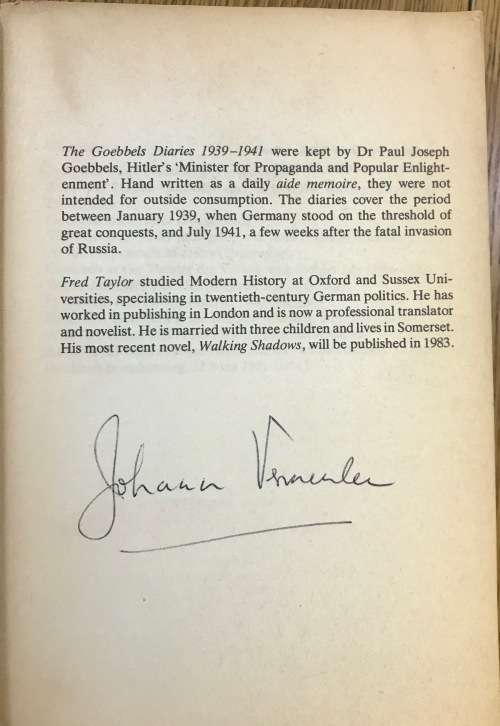 The Goebbels Diaries 1939–1941 were kept by Dr Paul Joseph
Goebbels, Hitler's ‘Minister for Propaganda and Popular Enlight-
enment’. Hand written as a daily aide memoire, they were not
intended for outside consumption. The diaries cover the period
between January 1939, when Germany stood on the threshold of
great conquests, and July 1941, a few weeks after the fatal invasion
of Russia.
Fred Taylor studied Modern History at Oxford and Sussex Uni-
versities, specialising in twentieth-century German politics. He has
worked in publishing in London and is now a professional translator
and novelist. He is married with three children and lives in Somerset.
His most recent novel, Walking Shadows, will be published in 1983.
Johann